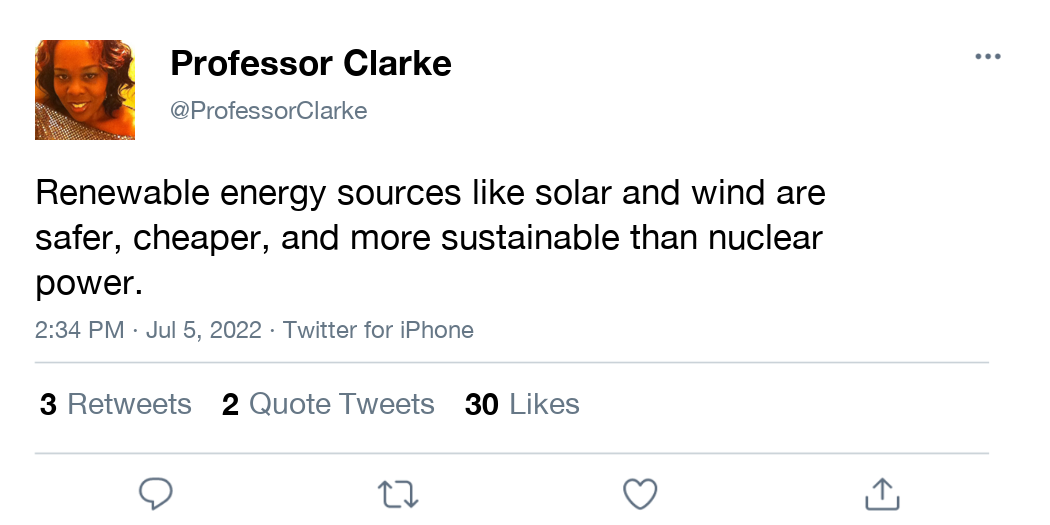 Professor Clarke
@ProfessorClarke
Renewable energy sources like solar and wind are
safer, cheaper, and more sustainable than nuclear
power.
2:34 PM · Jul 5, 2022 · Twitter for iPhone
3 Retweets 2 Quote Tweets 30 Likes